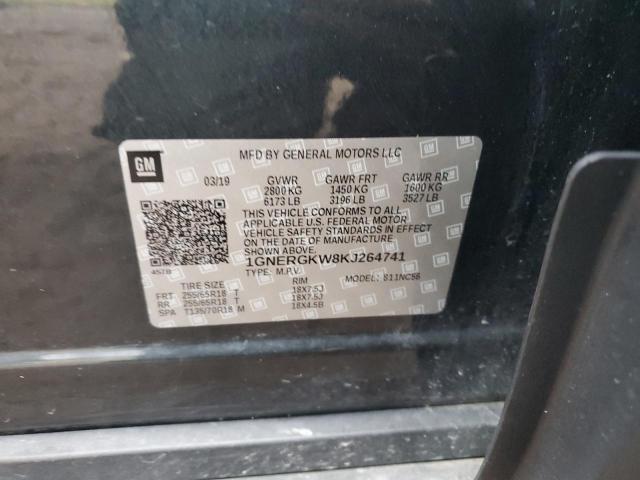 GM
MFD BY GENERAL MOTORS LLC
03/19 GVWR GAWR FRT GAWR RR
2800 KG 1450 KG 1600 KG
6173 LB 3196 LB 3527 LB
THIS VEHICLE CONFORMS TO ALL
APPLICABLE U.S. FEDERAL MOTOR
VEHICLE SAFETY STANDARDS IN EFFECT
ON THE DATE OF MANUFACTURE
SHOWN ABOVE.
1GNERGKW8KJ264741
TYPE: M.P.V. MODEL:
TIRE SIZE RIM
FRT 255/65R18 T 18X7.5J
RR 255/65R18 T 18X7.5J
SPA T135/70R18 M 18X4.5B